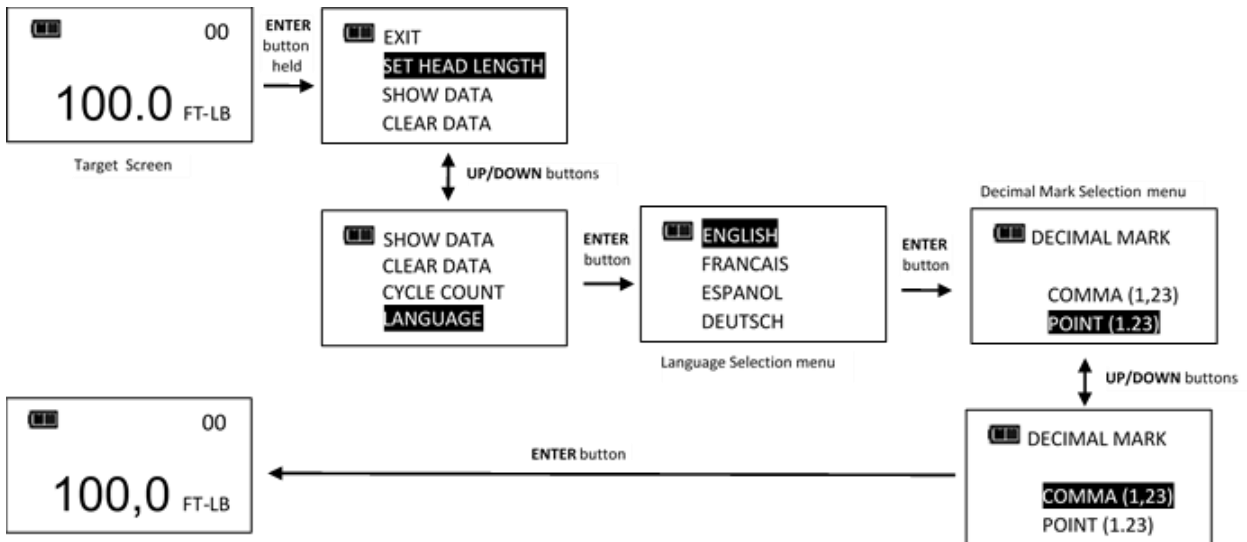 00
100.0 FT-LB
Target Screen
ENTER
button
held
EXIT
SET HEAD LENGTH
SHOW DATA
CLEAR DATA
UP/DOWN buttons
SHOW DATA
CLEAR DATA
CYCLE COUNT
LANGUAGE
ENTER
button
ENGLISH
FRANCAIS
ESPANOL
DEUTSCH
Language Selection menu
ENTER
button
Decimal Mark Selection menu
DECIMAL MARK
COMMA (1,23)
POINT (1.23)
UP/DOWN buttons
DECIMAL MARK
COMMA (1,23)
POINT (1.23)
ENTER button
00
100,0 FT-LB